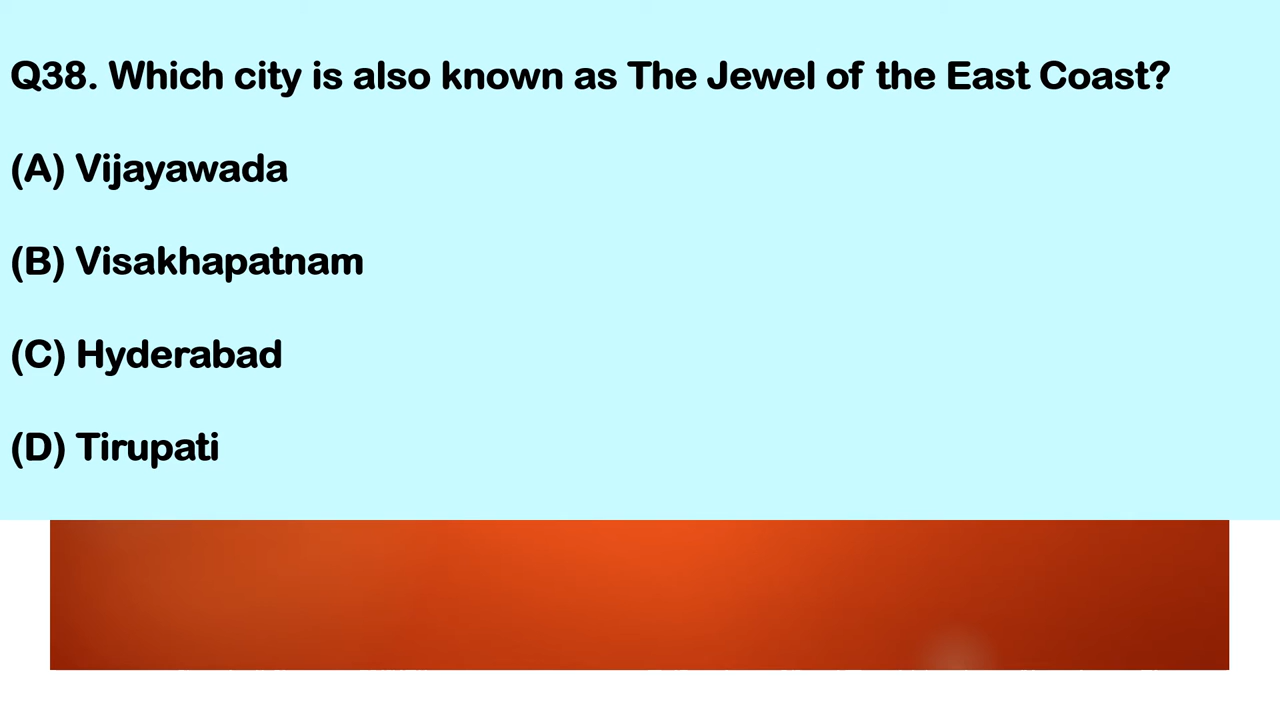 Q38. Which city is also known as The Jewel of the East Coast?
(A) Vijayawada
(B) Visakhapatnam
(C) Hyderabad
(D) Tirupati